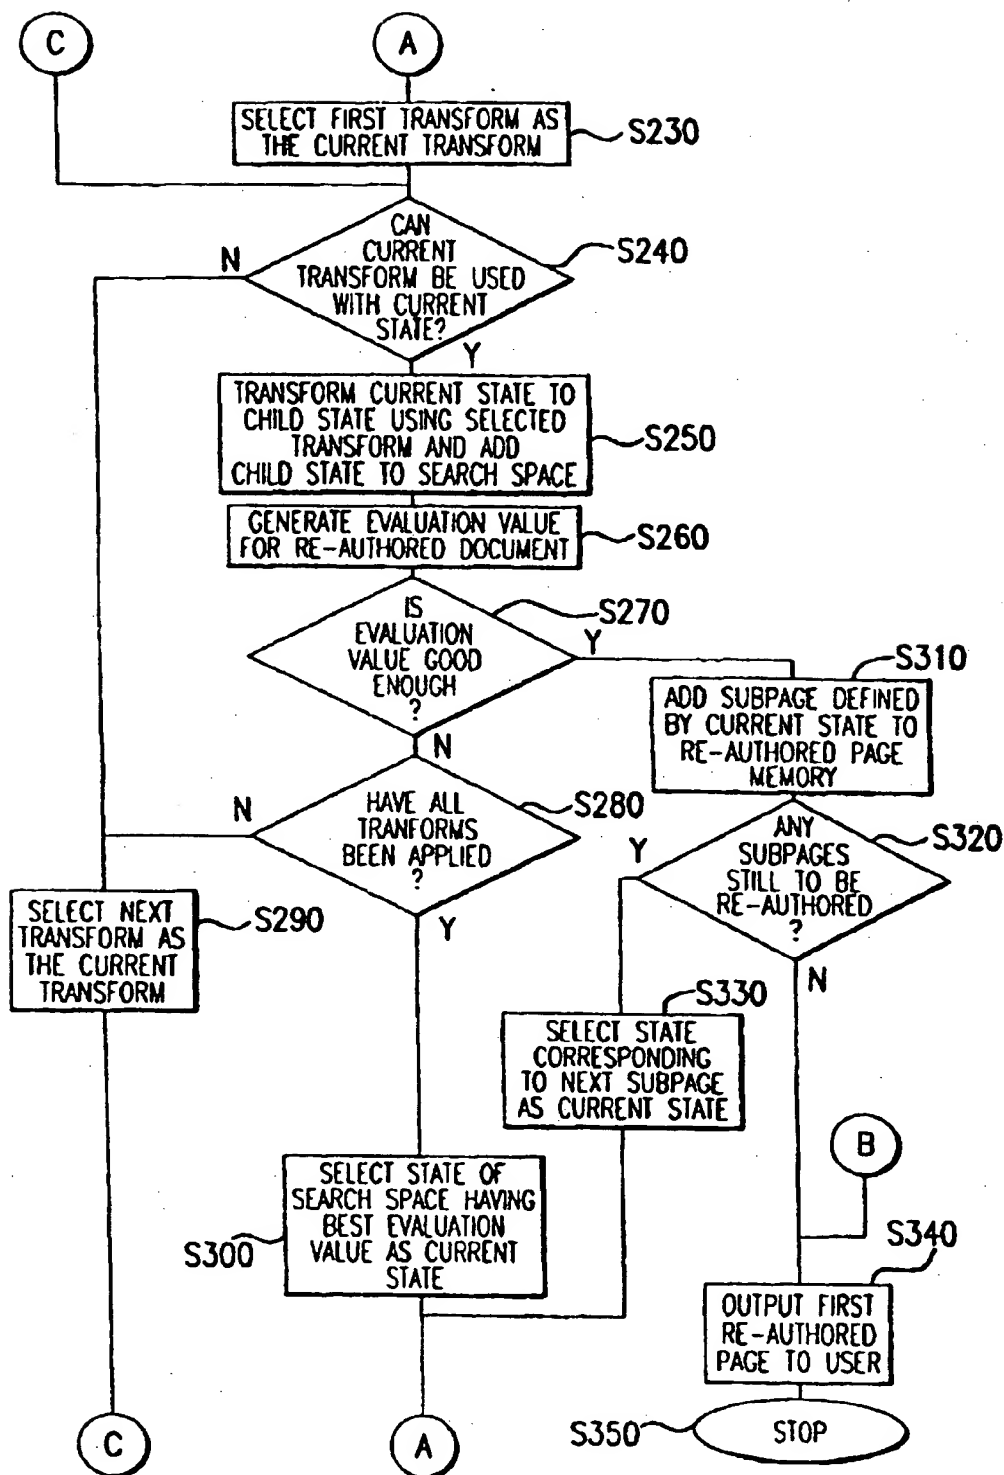 C
A
SELECT FIRST TRANSFORM AS
THE CURRENT TRANSFORM
S230
CAN
CURRENT
TRANSFORM BE USED
WITH CURRENT
STATE?
S240
N
Y
TRANSFORM CURRENT STATE TO
CHILD STATE USING SELECTED
TRANSFORM AND ADD
CHILD STATE TO SEARCH SPACE
S250
GENERATE EVALUATION VALUE
FOR RE-AUTHORED DOCUMENT
S260
IS
EVALUATION
VALUE GOOD
ENOUGH
?
S270
Y
N
S310
ADD SUBPAGE DEFINED
BY CURRENT STATE TO
RE-AUTHORED PAGE
MEMORY
HAVE ALL
TRANFORMS
BEEN APPLIED
?
S280
N
Y
ANY
SUBPAGES
STILL TO BE
RE-AUTHORED
?
S320
Y
N
SELECT NEXT
TRANSFORM AS
THE CURRENT
TRANSFORM
S290
S330
SELECT STATE
CORRESPONDING
TO NEXT SUBPAGE
AS CURRENT STATE
B
SELECT STATE OF
SEARCH SPACE HAVING
BEST EVALUATION
VALUE AS CURRENT
STATE
S300
S340
OUTPUT FIRST
RE-AUTHORED
PAGE TO USER
S350
STOP
C
A